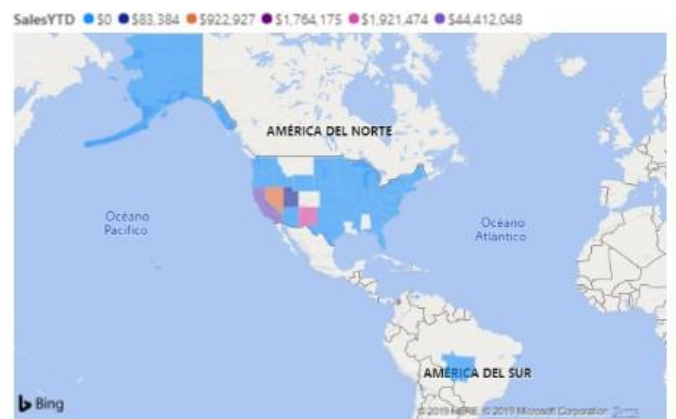 SalesYTD $0 $83,384 $922,927 $1,764,175 $1,921,474 $44,412,048
AMÉRICA DEL NORTE
Océano
Pacífico
Océano
Atlántico
AMÉRICA DEL SUR
Bing
© 2019 HERE, © 2019 Microsoft Corporation Terms